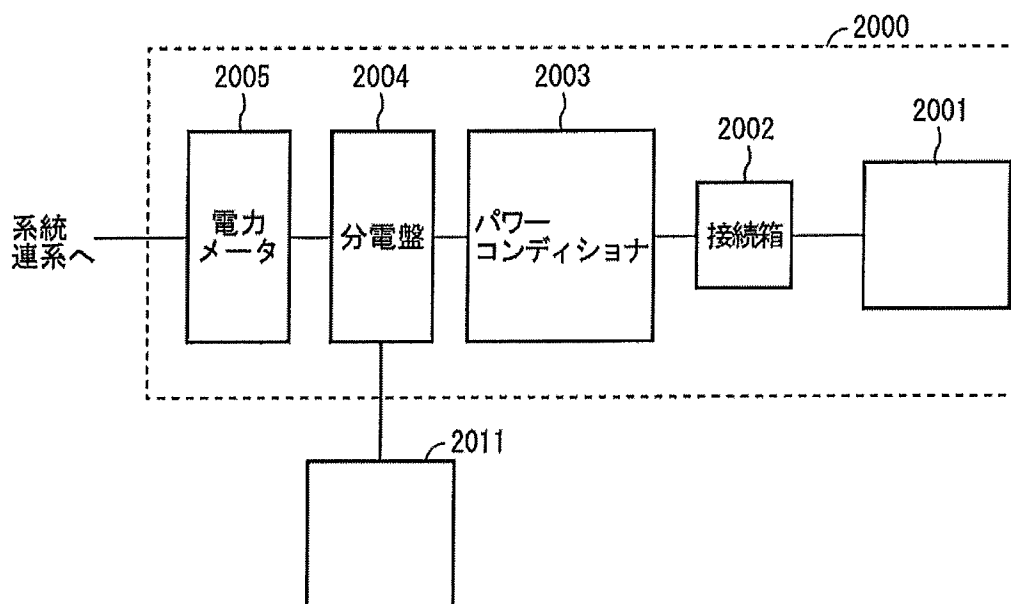 2000
2005
2004
2003
2002
2001
系統
連系へ
電力
メータ
分電盤
パワー
コンディショナ
接続箱
2011